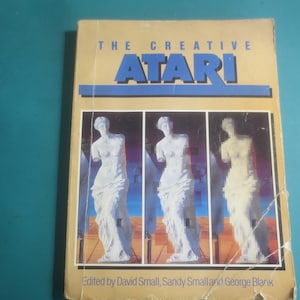 THE CREATIVE
ATARI
Edited by David Small, Sandy Small and George Blank